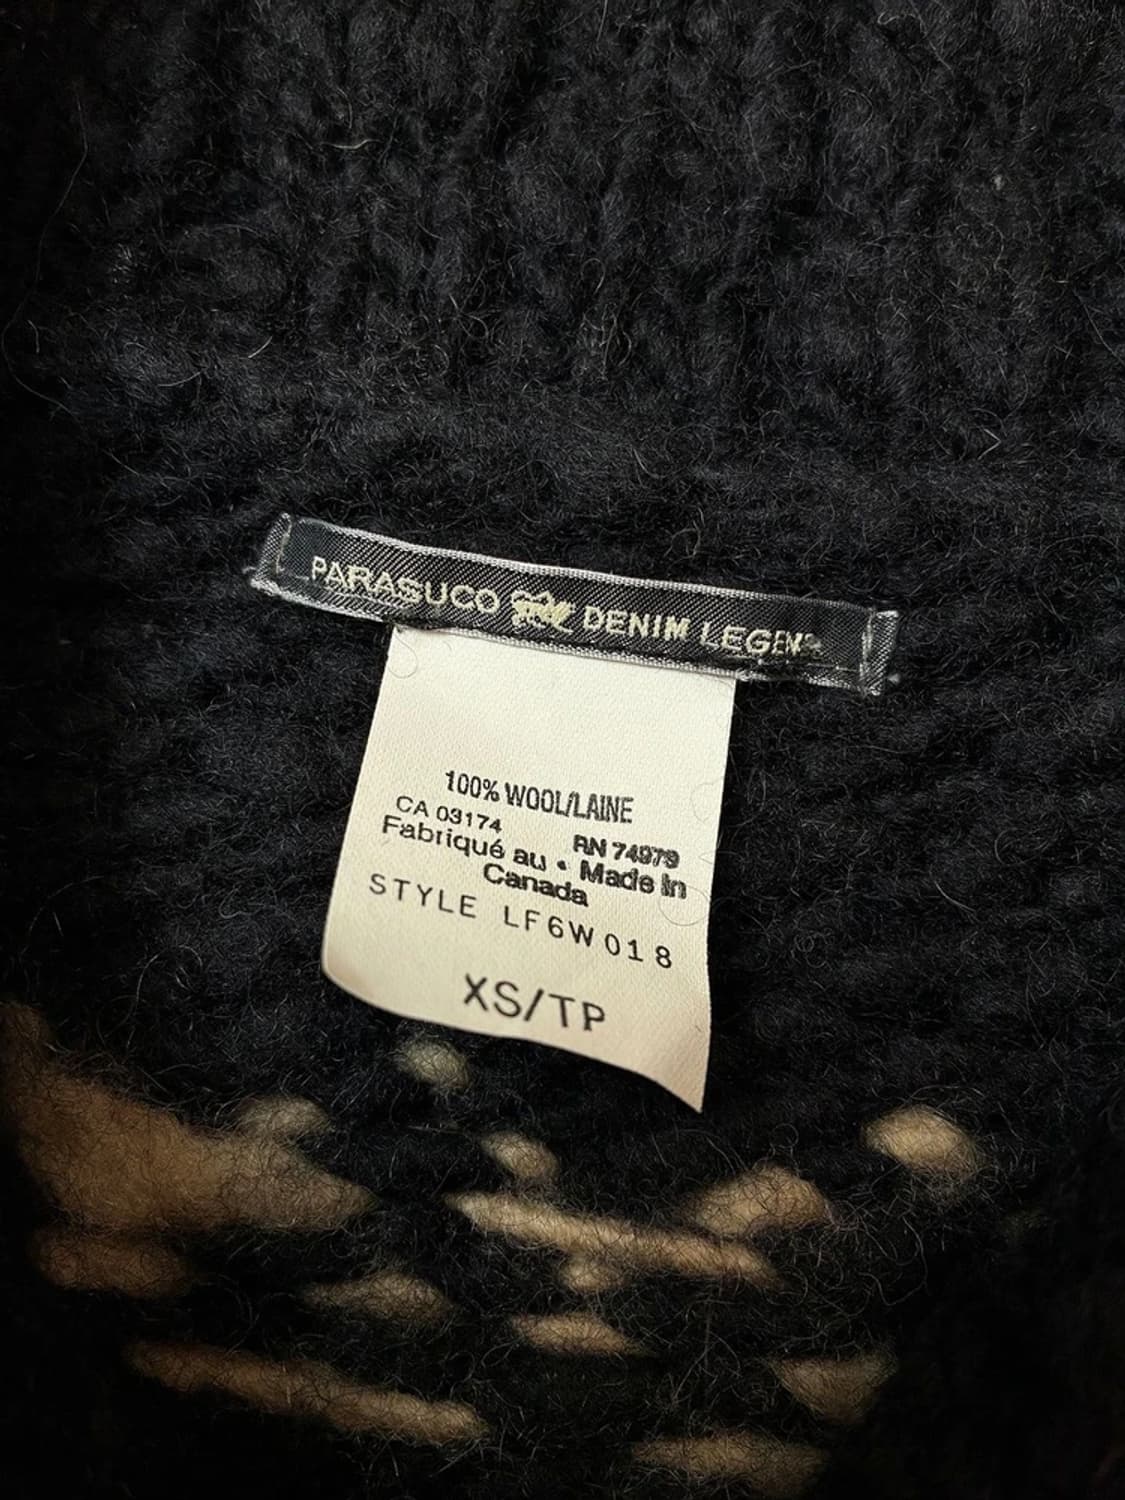 PARASUCO DENIM LEGEND
100% WOOL/LAINE
CA 03174 RN 74979
Fabriqué au • Made in
Canada
STYLE LF6W018
XS/TP